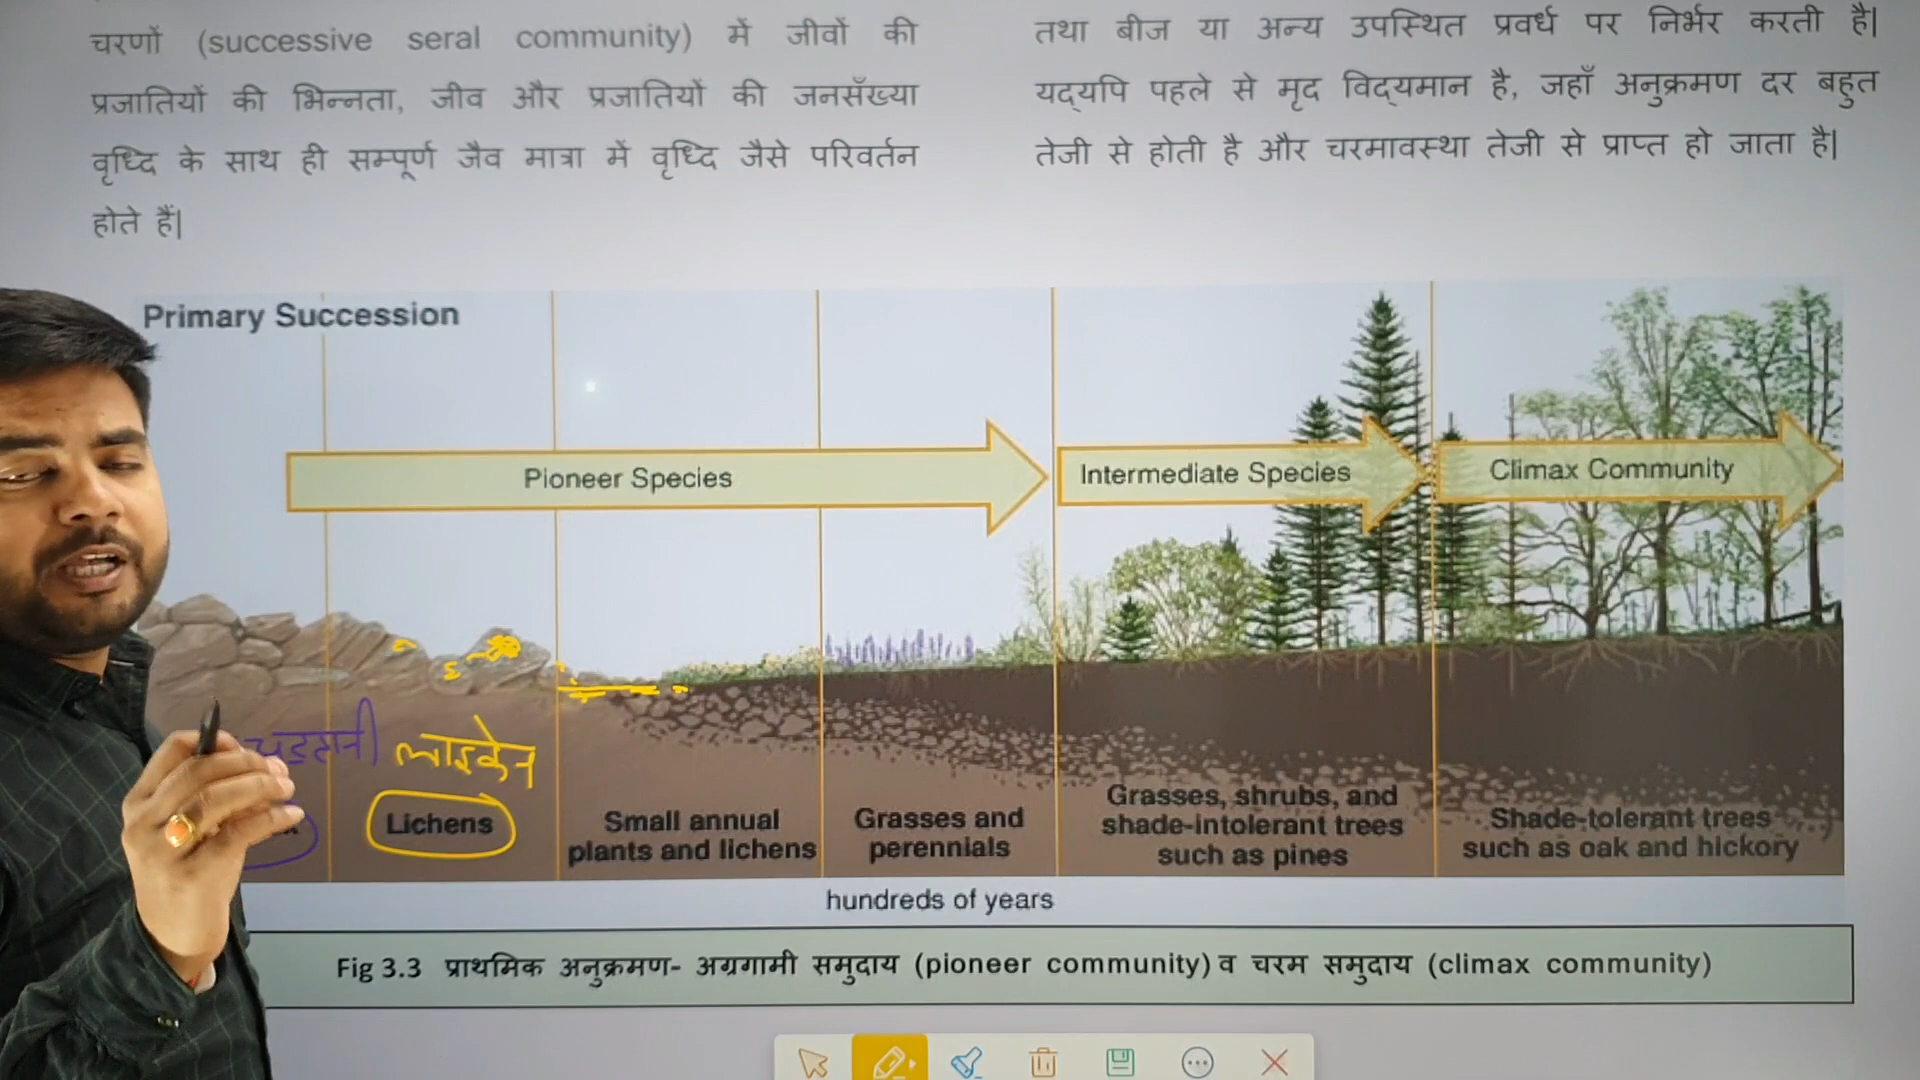 चरणों (successive seral community) में जीवों की
प्रजातियों की भिन्नता, जीव और प्रजातियों की जनसँख्या
वृध्दि के साथ ही सम्पूर्ण जैव मात्रा में वृध्दि जैसे परिवर्तन
होते हैं|
तथा बीज या अन्य उपस्थित प्रवर्ध पर निर्भर करती है|
यद्यपि पहले से मृद विद्यमान है, जहाँ अनुक्रमण दर बहुत
तेजी से होती है और चरमावस्था तेजी से प्राप्त हो जाता है|
Primary Succession
Pioneer Species
Intermediate Species
Climax Community
लाइकेन
Lichens
Small annual
plants and lichens
Grasses and
perennials
Grasses, shrubs, and
shade-intolerant trees
such as pines
Shade-tolerant trees
such as oak and hickory
hundreds of years
Fig 3.3 प्राथमिक अनुक्रमण- अग्रगामी समुदाय (pioneer community) व चरम समुदाय (climax community)